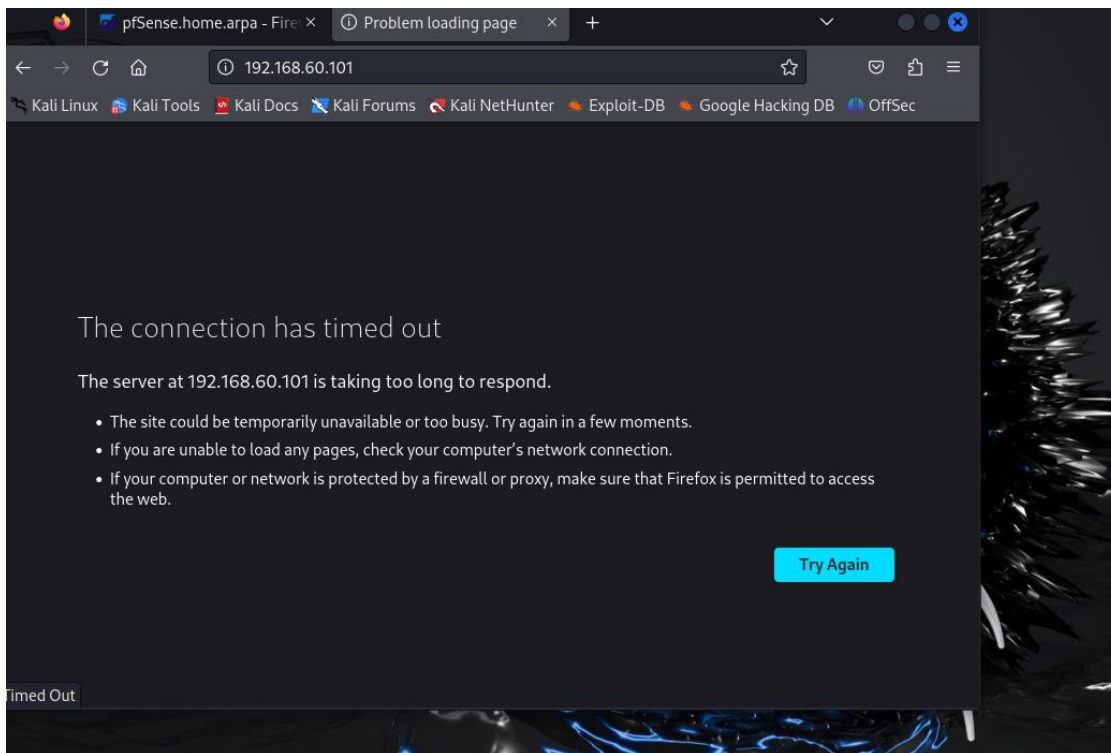 pfSense.home.arpa - Fire
Problem loading page
192.168.60.101
Kali Linux Kali Tools Kali Docs Kali Forums Kali NetHunter Exploit-DB Google Hacking DB OffSec
The connection has timed out
The server at 192.168.60.101 is taking too long to respond.
• The site could be temporarily unavailable or too busy. Try again in a few moments.
• If you are unable to load any pages, check your computer's network connection.
• If your computer or network is protected by a firewall or proxy, make sure that Firefox is permitted to access
the web.
Try Again
Timed Out